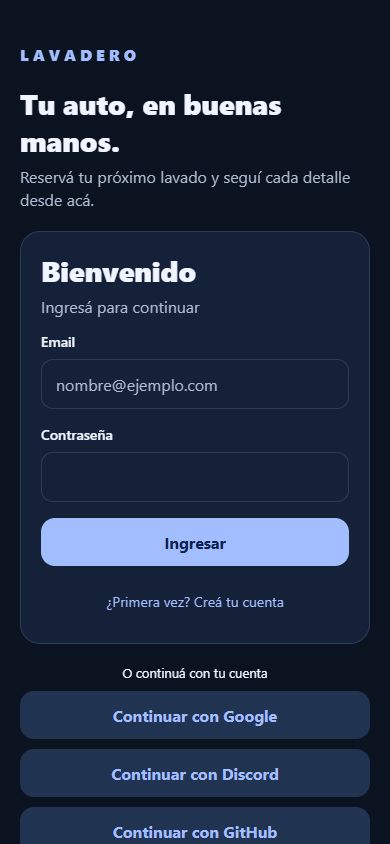 LAVADERO
Tu auto, en buenas
manos.
Reservá tu próximo lavado y seguí cada detalle
desde acá.
Bienvenido
Ingresá para continuar
Email
nombre@ejemplo.com
Contraseña
Ingresar
¿Primera vez? Creá tu cuenta
O continuá con tu cuenta
Continuar con Google
Continuar con Discord
Continuar con GitHub